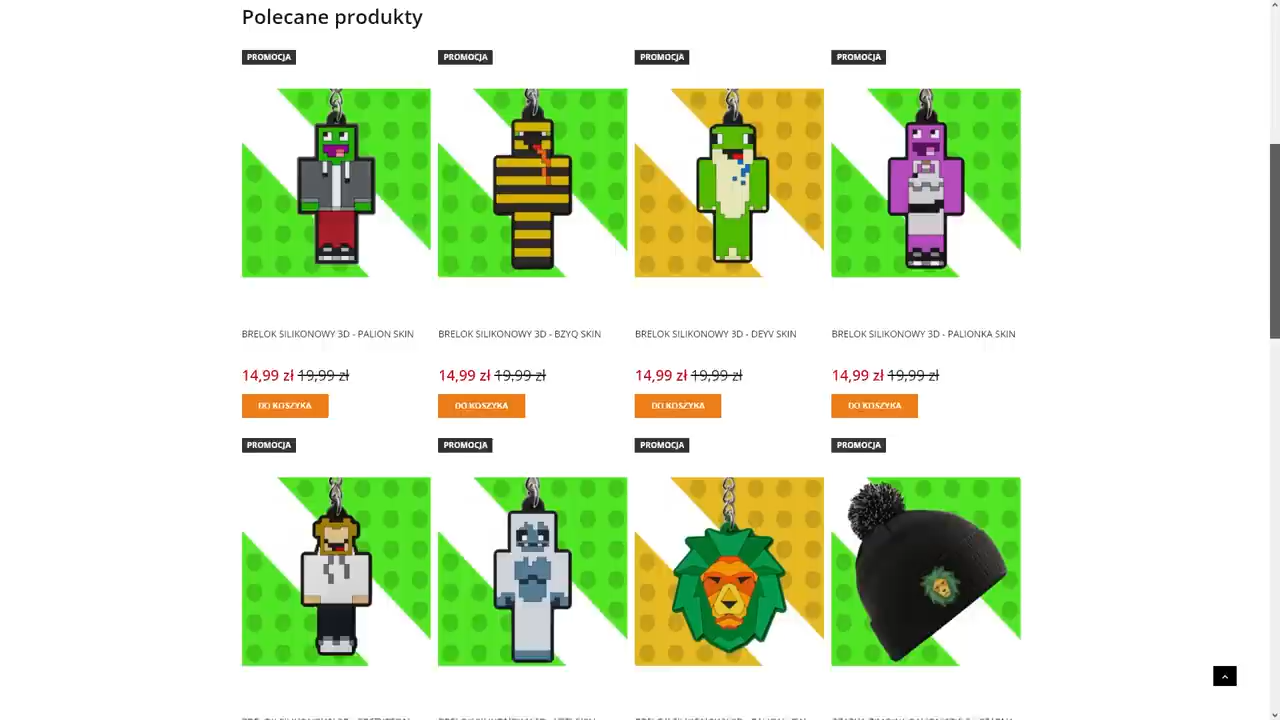 Polecane produkty
PROMOCJA PROMOCJA PROMOCJA PROMOCJA
BRELOK SILIKONOWY 3D - PALION SKIN BRELOK SILIKONOWY 3D - BZYQ SKIN BRELOK SILIKONOWY 3D - DEYV SKIN BRELOK SILIKONOWY 3D - PALIONKA SKIN
14,99 zł 19,99 zł 14,99 zł 19,99 zł 14,99 zł 19,99 zł 14,99 zł 19,99 zł
DO KOSZYKA DO KOSZYKA DO KOSZYKA DO KOSZYKA
PROMOCJA PROMOCJA PROMOCJA PROMOCJA